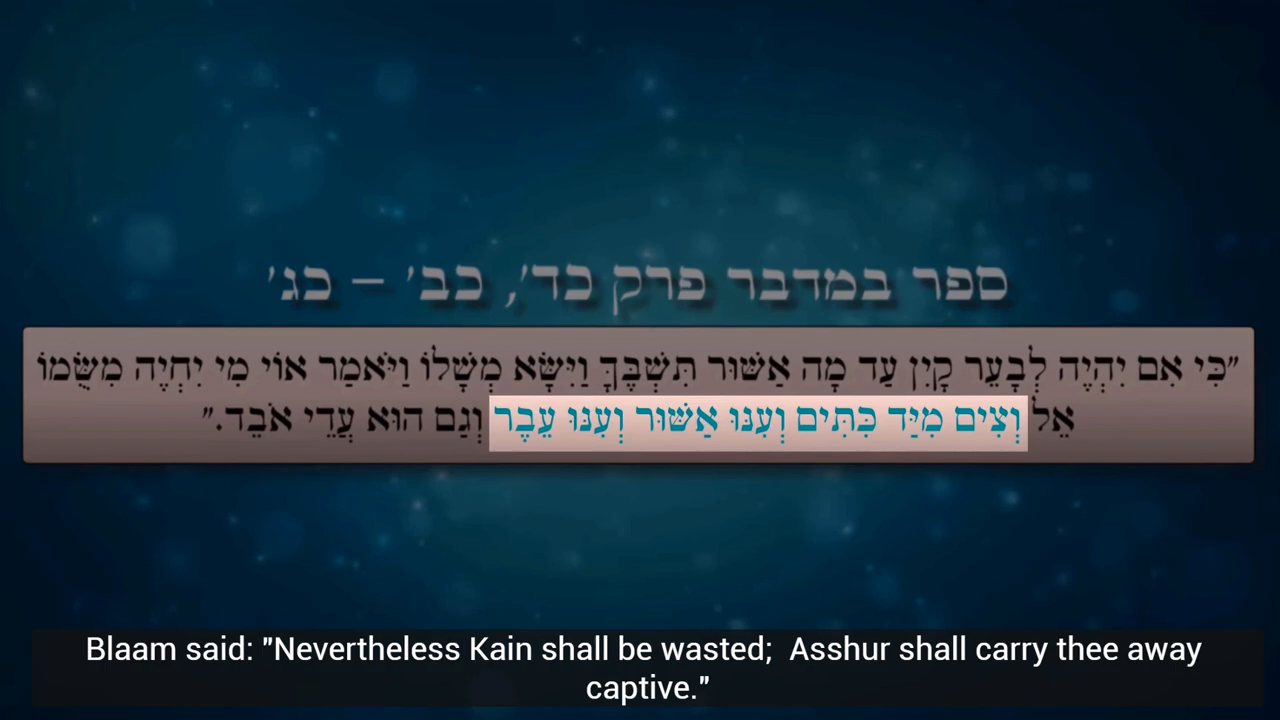 ספר במדבר פרק כד', כב' – כג'
"כִּי אִם יִהְיֶה לְבָעֵר קָיִן עַד מָה אַשּׁוּר תִּשְׁבֶּךָּ וַיִּשָּׂא מְשָׁלוֹ וַיֹּאמַר אוֹי מִי יִחְיֶה מִשֻּׂמוֹ
אֵל וְצִים מִיַּד כִּתִּים וְעִנּוּ אַשּׁוּר וְעִנּוּ עֵבֶר וְגַם הוּא עֲדֵי אֹבֵד."
Blaam said: "Nevertheless Kain shall be wasted;  Asshur shall carry thee away
captive."